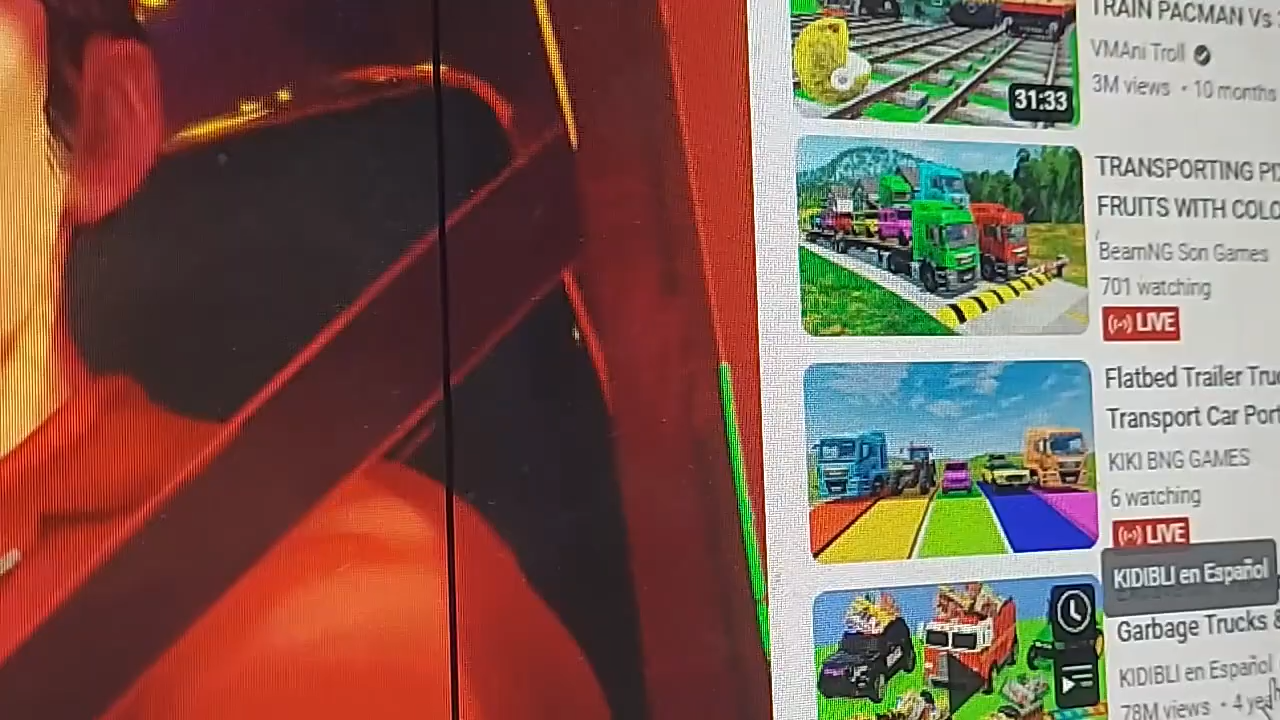 TRAIN PACMAN Vs
VMAni Troll
3M views • 10 months
31:33
TRANSPORTING
FRUITS WITH
BeamNG Son Games
701 watching
LIVE
Flatbed Trailer
Transport Car
KIKI BNG GAMES
6 watching
LIVE
KIDIBLI en Español
Garbage Trucks &
KIDIBLI en Español
78M views • 4